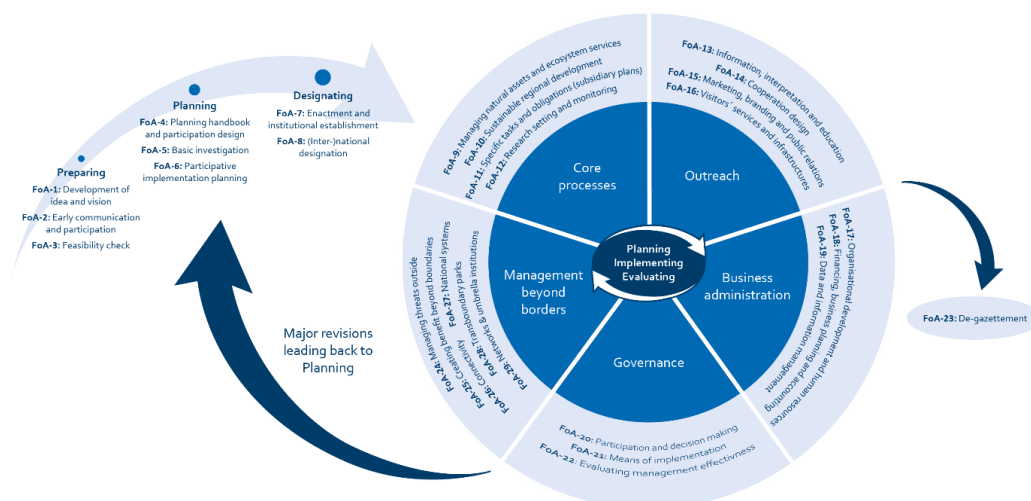 Preparing
FoA-1: Development of
idea and vision
FoA-2: Early communication
and participation
FoA-3: Feasibility check
Planning
FoA-4: Planning handbook
and participation design
FoA-5: Basic investigation
FoA-6: Participative
implementation planning
Designating
FoA-7: Enactment and
institutional establishment
FoA-8: (Inter-)national
designation
FoA-9: Managing natural assets and ecosystem services
FoA-10: Sustainable regional development
FoA-11: Specific tasks and obligations (subsidiary plans)
FoA-12: Research setting and monitoring
Core
processes
FoA-13: Information, interpretation and education
FoA-14: Cooperation design
FoA-15: Marketing, branding and public relations
FoA-16: Visitors´ services and infrastructures
Outreach
FoA-17: Organisational development and human resources
FoA-18: Financing, business planning and accounting
FoA-19: Data and information management
Business
administration
FoA-20: Participation and decision making
FoA-21: Means of implementation
FoA-22: Evaluating management effectivness
Governance
FoA-23: De-gazettement
FoA-24: Managing threats outside
FoA-25: Creating benefit beyond boundaries
FoA-26: Connectivity FoA-27: National systems
FoA-28: Transboundary parks
FoA-29: Networks & umbrella institutions
Management
beyond
borders
Planning
Implementing
Evaluating
Major revisions
leading back to
Planning